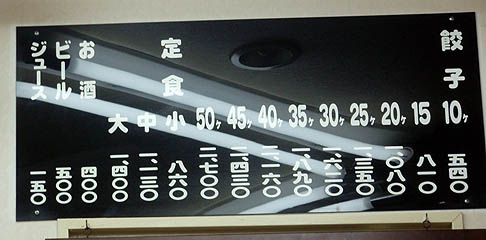 餃子 10ヶ 五四〇
15 八一〇
20ヶ 一、〇八〇
25ヶ 一、三五〇
30ヶ 一、六二〇
35ヶ 一、八九〇
40ヶ 二、一六〇
45ヶ 二、四三〇
50ヶ 二、七〇〇
定食 小 八六〇
中 一、一三〇
大 一、四〇〇
お酒 四〇〇
ビール 五〇〇
ジュース 一五〇